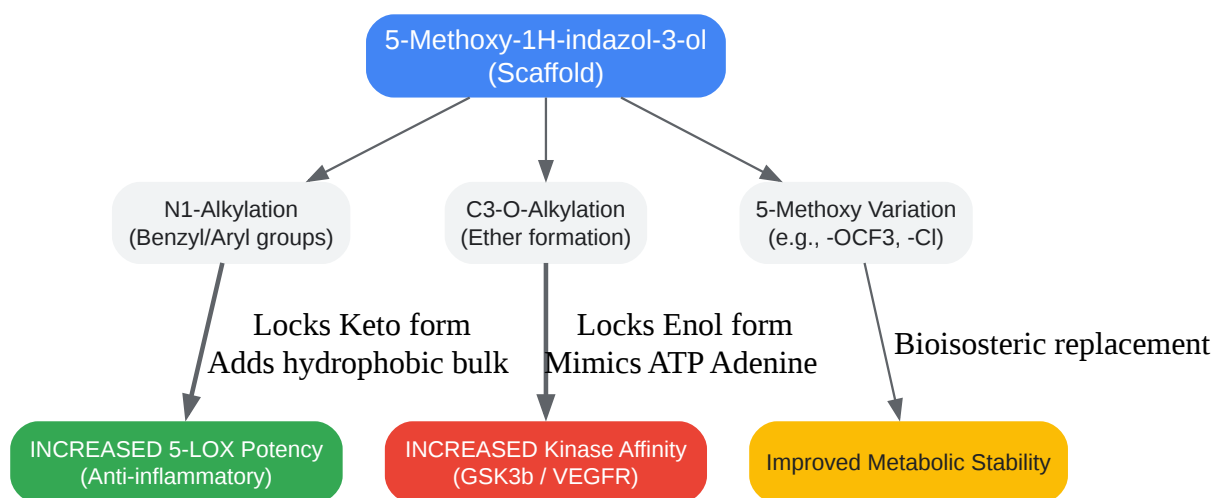 5-Methoxy-1H-indazol-3-ol
(Scaffold)
N1-Alkylation
(Benzyl/Aryl groups)
C3-O-Alkylation
(Ether formation)
5-Methoxy Variation
(e.g., -OCF3, -Cl)
Locks Keto form
Adds hydrophobic bulk
Locks Enol form
Mimics ATP Adenine
Bioisosteric replacement
INCREASED 5-LOX Potency
(Anti-inflammatory)
INCREASED Kinase Affinity
(GSK3b / VEGFR)
Improved Metabolic Stability